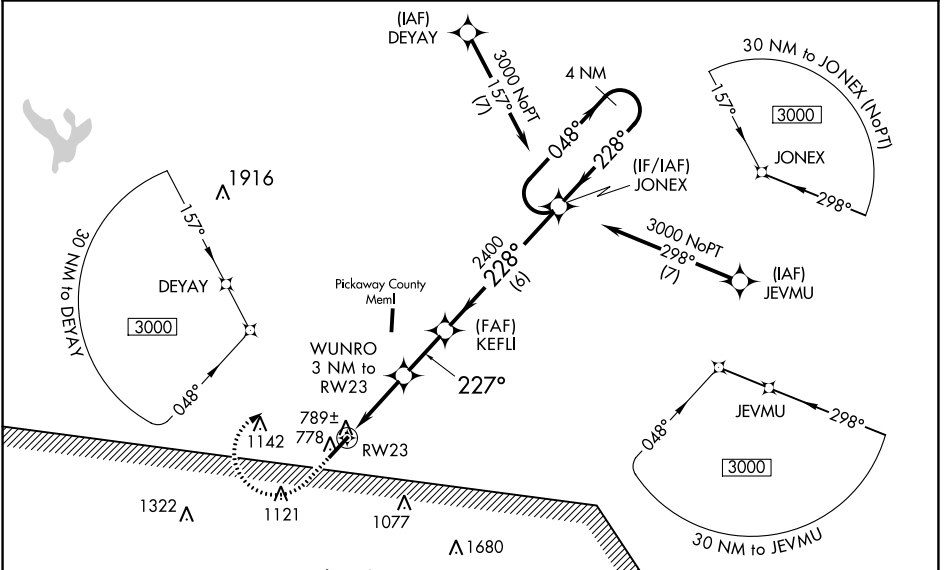 (IAF)
DEYAY
3000 NoPT
157°
(7)
4 NM
048°
228°
30 NM to JONEX (NoPT)
157°
3000
JONEX
298°
(IF/IAF)
JONEX
1916
157°
30 NM to DEYAY
DEYAY
3000
048°
2400
228°
(6)
3000 NoPT
298°
(7)
(IAF)
JEVMU
Pickaway County
Meml
(FAF)
KEFLI
WUNRO
3 NM to
RW23
227°
789±
778
RW23
1142
1121
1322
1077
1680
048°
JEVMU
298°
3000
30 NM to JEVMU